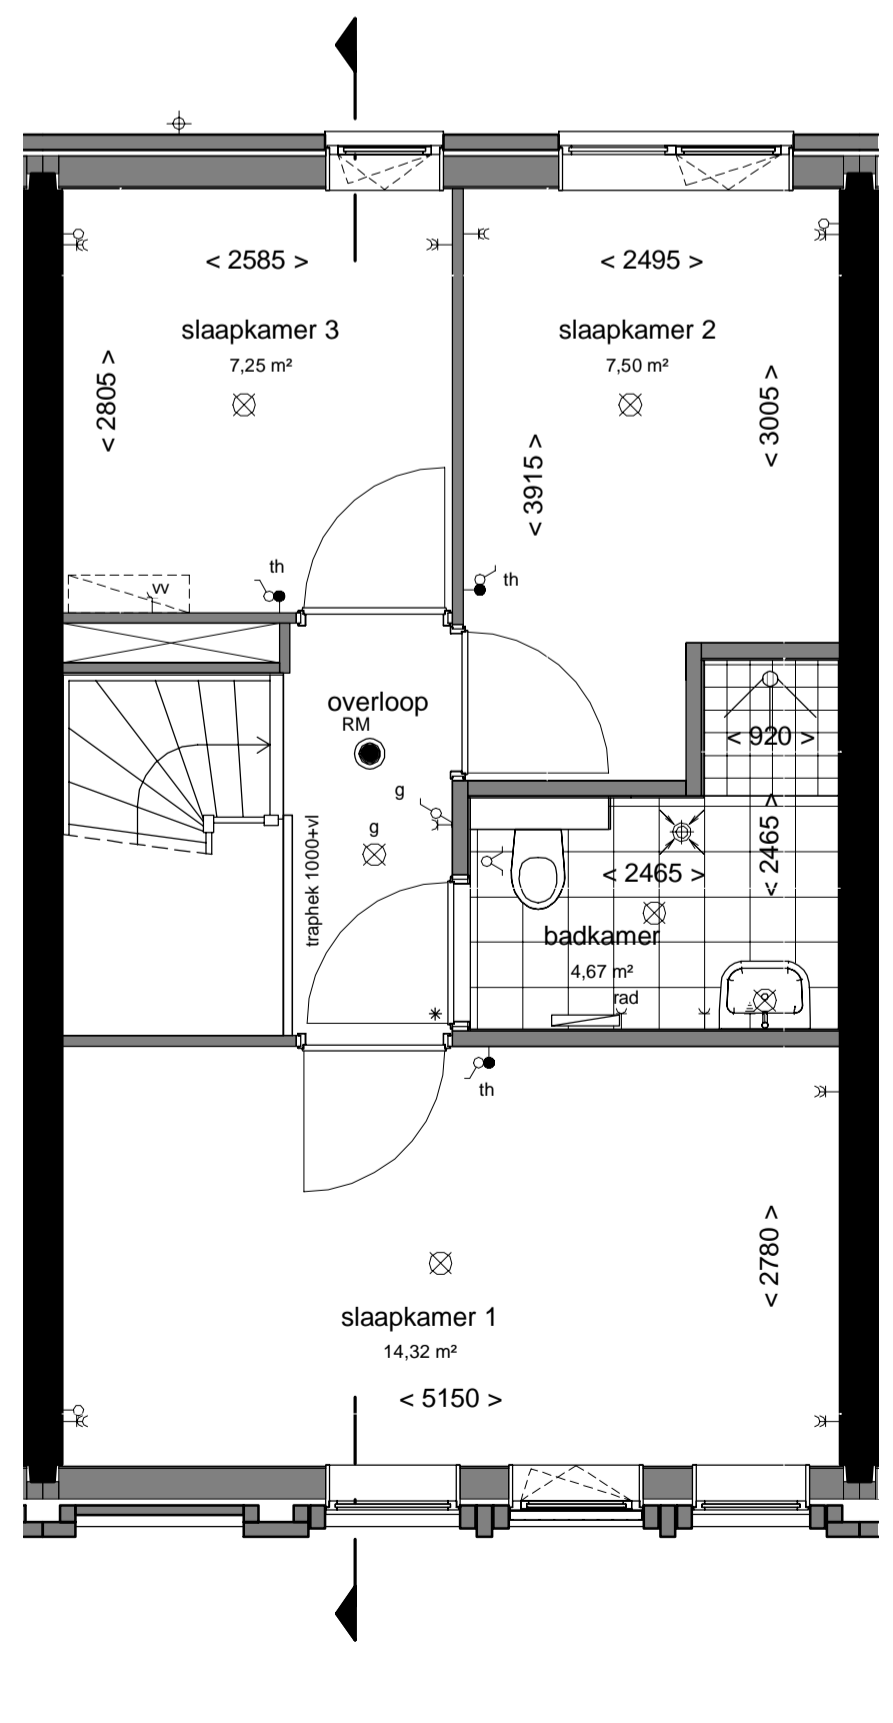 < 2585 >
< 2495 >
slaapkamer 3
7,25 m²
slaapkamer 2
7,50 m²
< 2805 >
< 3005 >
< 3915 >
th
th
vv
overloop
RM
< 920 >
g
g
traphek 1000+vl
< 2465 >
< 2465 >
badkamer
4,67 m²
rad
th
< 2780 >
slaapkamer 1
14,32 m²
< 5150 >